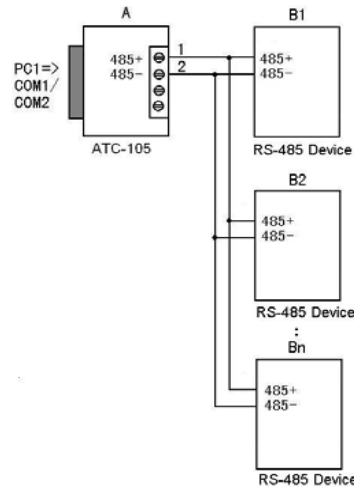 A
B1
485+
1
485+
485-
2
485-
PC1=>
COM1/
COM2
ATC-105
RS-485 Device
B2
485+
485-
RS-485 Device
:
Bn
485+
485-
RS-485 Device